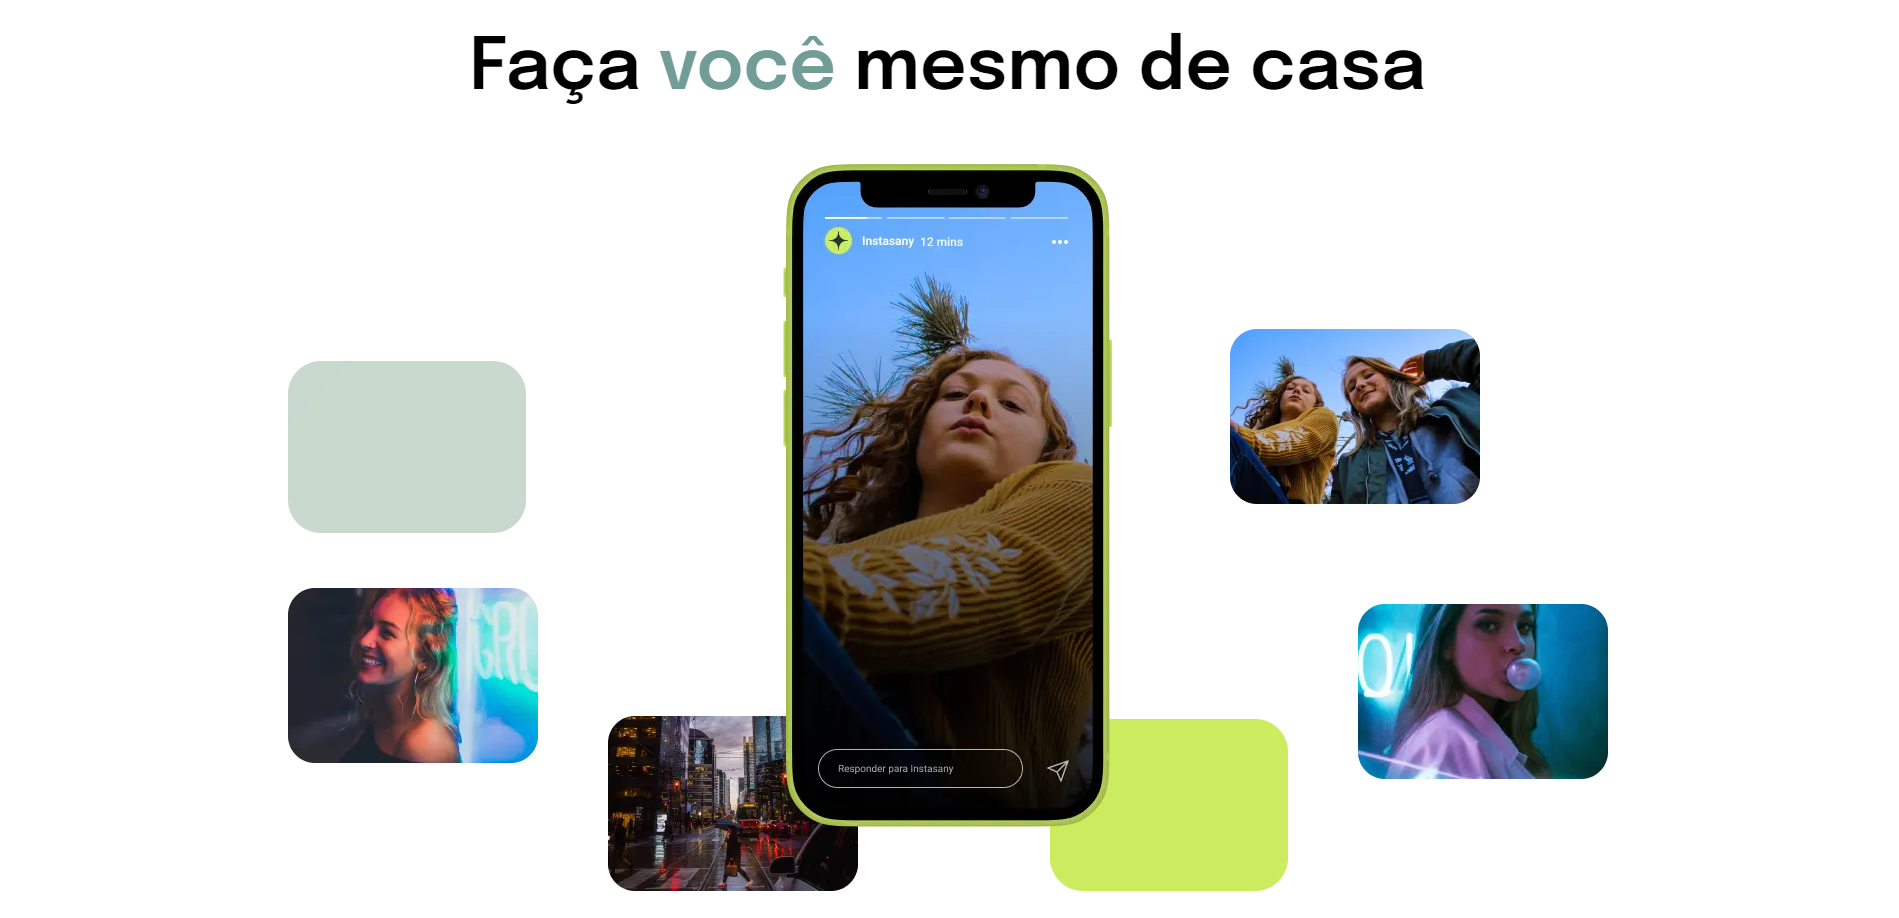 Faça você mesmo de casa
Instasany 12 mins
Responder para Instasany